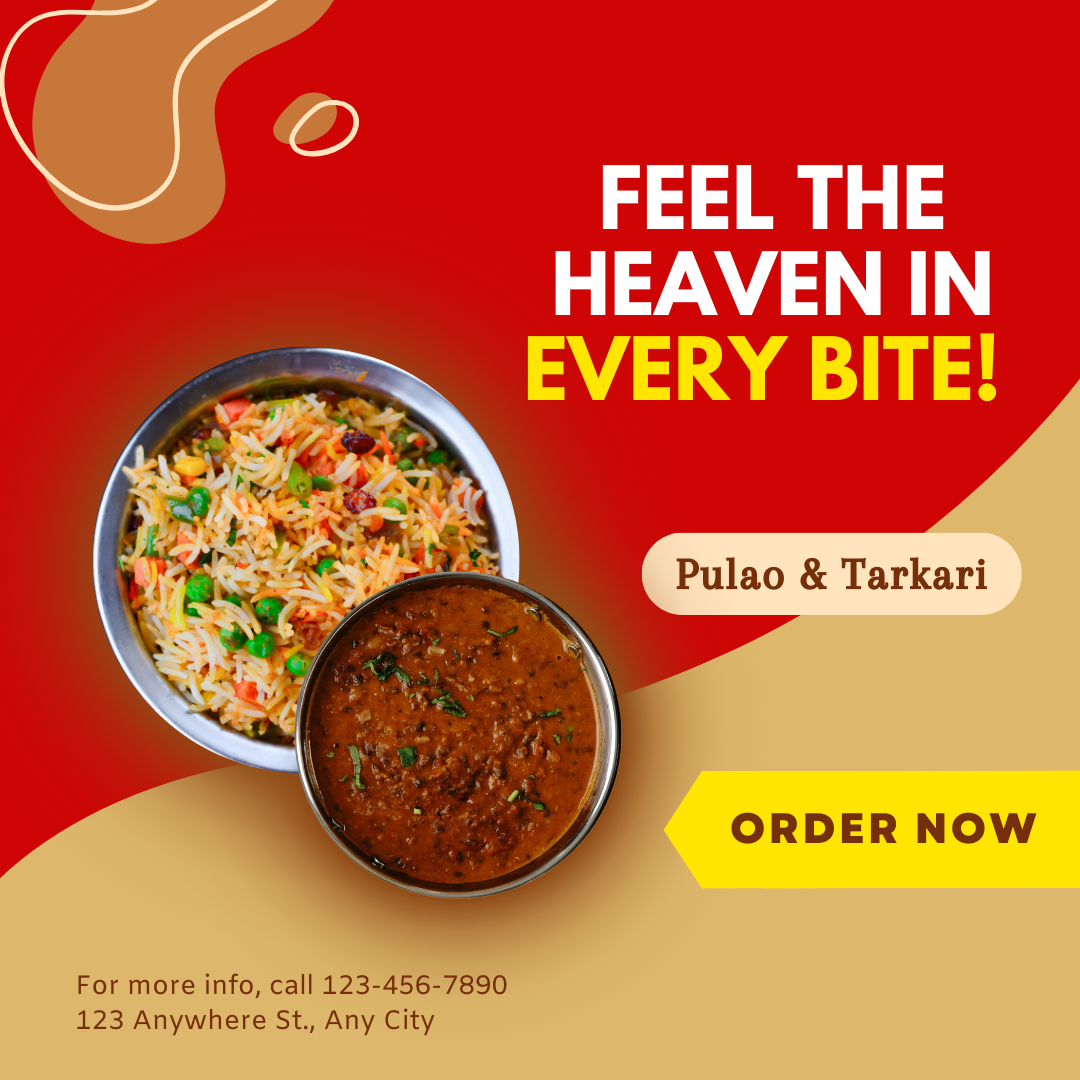 FEEL THE
HEAVEN IN
EVERY BITE!
Pulao & Tarkari
ORDER NOW
For more info, call 123-456-7890
123 Anywhere St., Any City